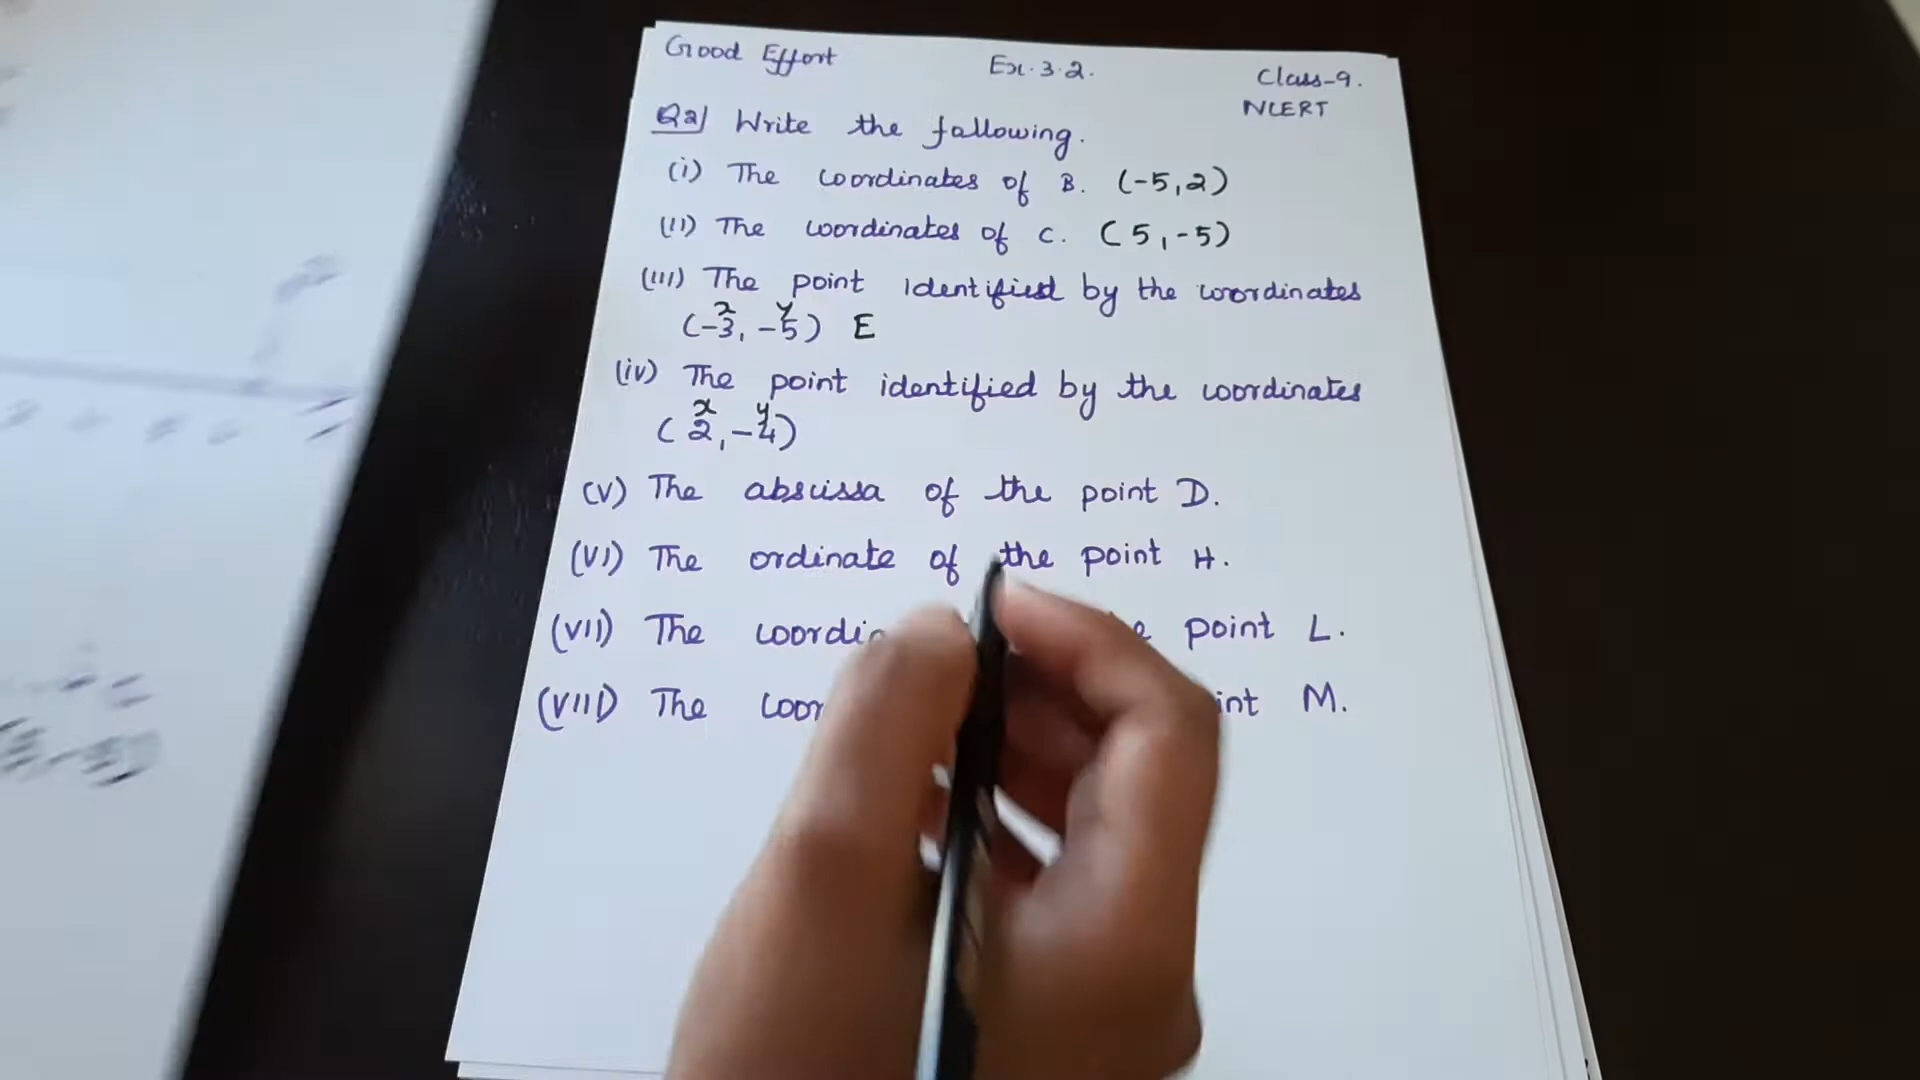 Good Effort Ex.3.2. Class-9.
NCERT
Q2) Write the following.
(i) The coordinates of B. (-5,2)
(II) The coordinates of C. (5,-5)
(III) The point identified by the coordinates
x y
(-3, -5) E
(iv) The point identified by the coordinates
x y
(2, -4)
(V) The abscissa of the point D.
(VI) The ordinate of the point H.
(VII) The point L.
(VIII) The M.